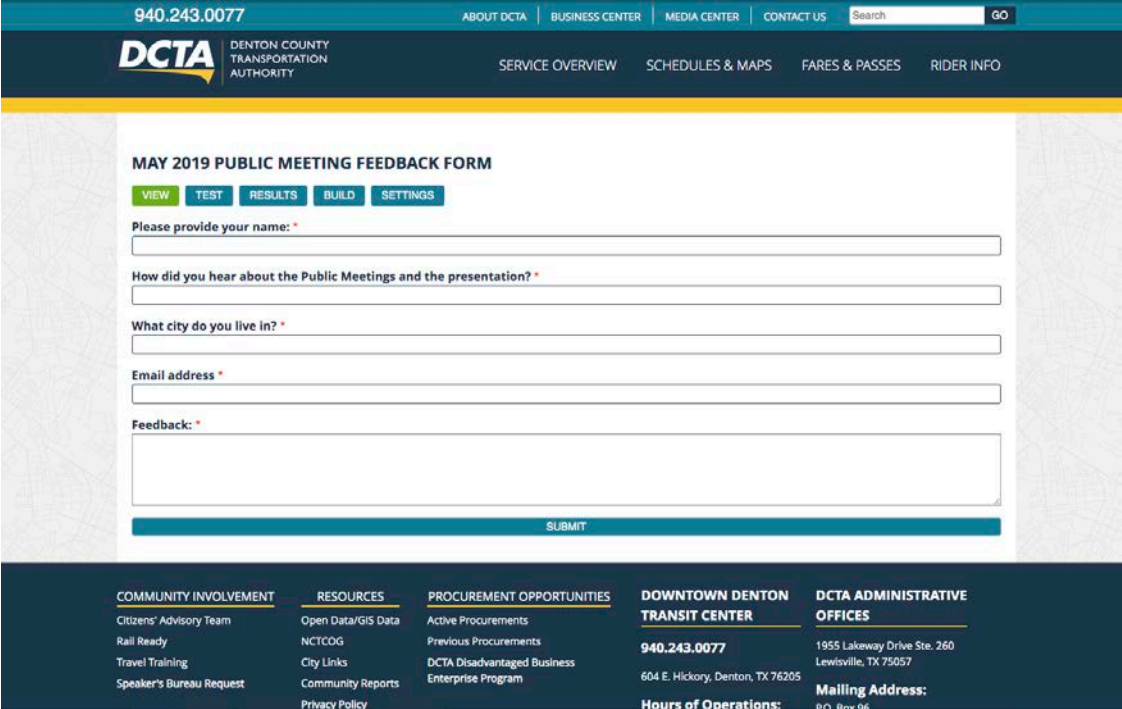 940.243.0077
ABOUT DCTA
BUSINESS CENTER
MEDIA CENTER
CONTACT US
Search
GO
DCTA
DENTON COUNTY
TRANSPORTATION
AUTHORITY
SERVICE OVERVIEW
SCHEDULES & MAPS
FARES & PASSES
RIDER INFO
MAY 2019 PUBLIC MEETING FEEDBACK FORM
VIEW
TEST
RESULTS
BUILD
SETTINGS
Please provide your name: *
How did you hear about the Public Meetings and the presentation? *
What city do you live in? *
Email address *
Feedback: *
SUBMIT
COMMUNITY INVOLVEMENT
Citizens' Advisory Team
Rail Ready
Travel Training
Speaker's Bureau Request
RESOURCES
Open Data/GIS Data
NCTCOG
City Links
Community Reports
Privacy Policy
PROCUREMENT OPPORTUNITIES
Active Procurements
Previous Procurements
DCTA Disadvantaged Business
Enterprise Program
DOWNTOWN DENTON
TRANSIT CENTER
940.243.0077
604 E. Hickory, Denton, TX 76205
Hours of Operations:
DCTA ADMINISTRATIVE
OFFICES
1955 Lakeway Drive Ste. 260
Lewisville, TX 75057
Mailing Address:
P.O. Box 96